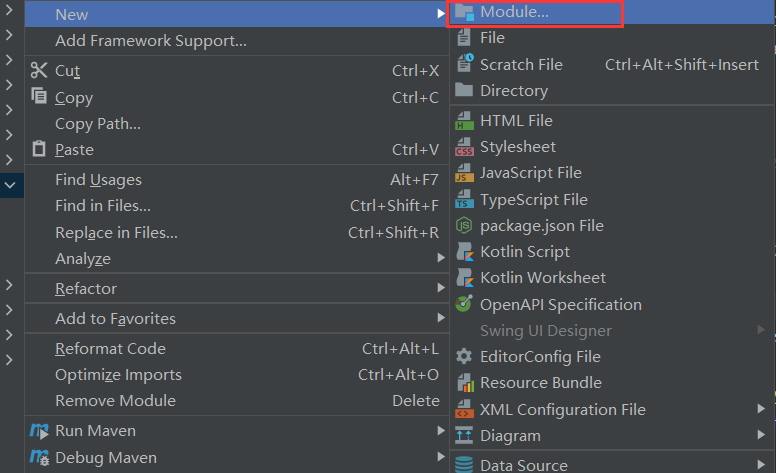 New
Add Framework Support...
Cut Ctrl+X
Copy Ctrl+C
Copy Path...
Paste Ctrl+V
Find Usages Alt+F7
Find in Files... Ctrl+Shift+F
Replace in Files... Ctrl+Shift+R
Analyze
Refactor
Add to Favorites
Reformat Code Ctrl+Alt+L
Optimize Imports Ctrl+Alt+O
Remove Module Delete
Run Maven
Debug Maven
Module...
File
Scratch File Ctrl+Alt+Shift+Insert
Directory
HTML File
Stylesheet
JavaScript File
TypeScript File
package.json File
Kotlin Script
Kotlin Worksheet
OpenAPI Specification
Swing UI Designer
EditorConfig File
Resource Bundle
XML Configuration File
Diagram
Data Source